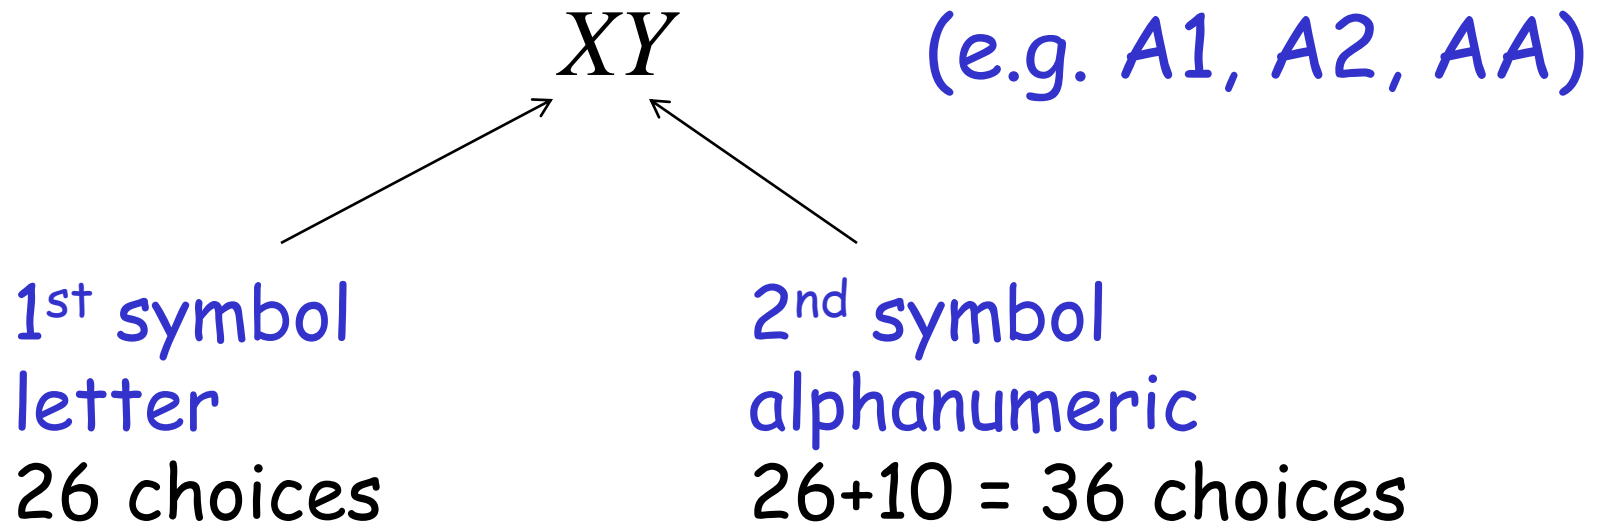 XY (e.g. A1, A2, AA)
1st symbol
letter
26 choices
2nd symbol
alphanumeric
26+10 = 36 choices